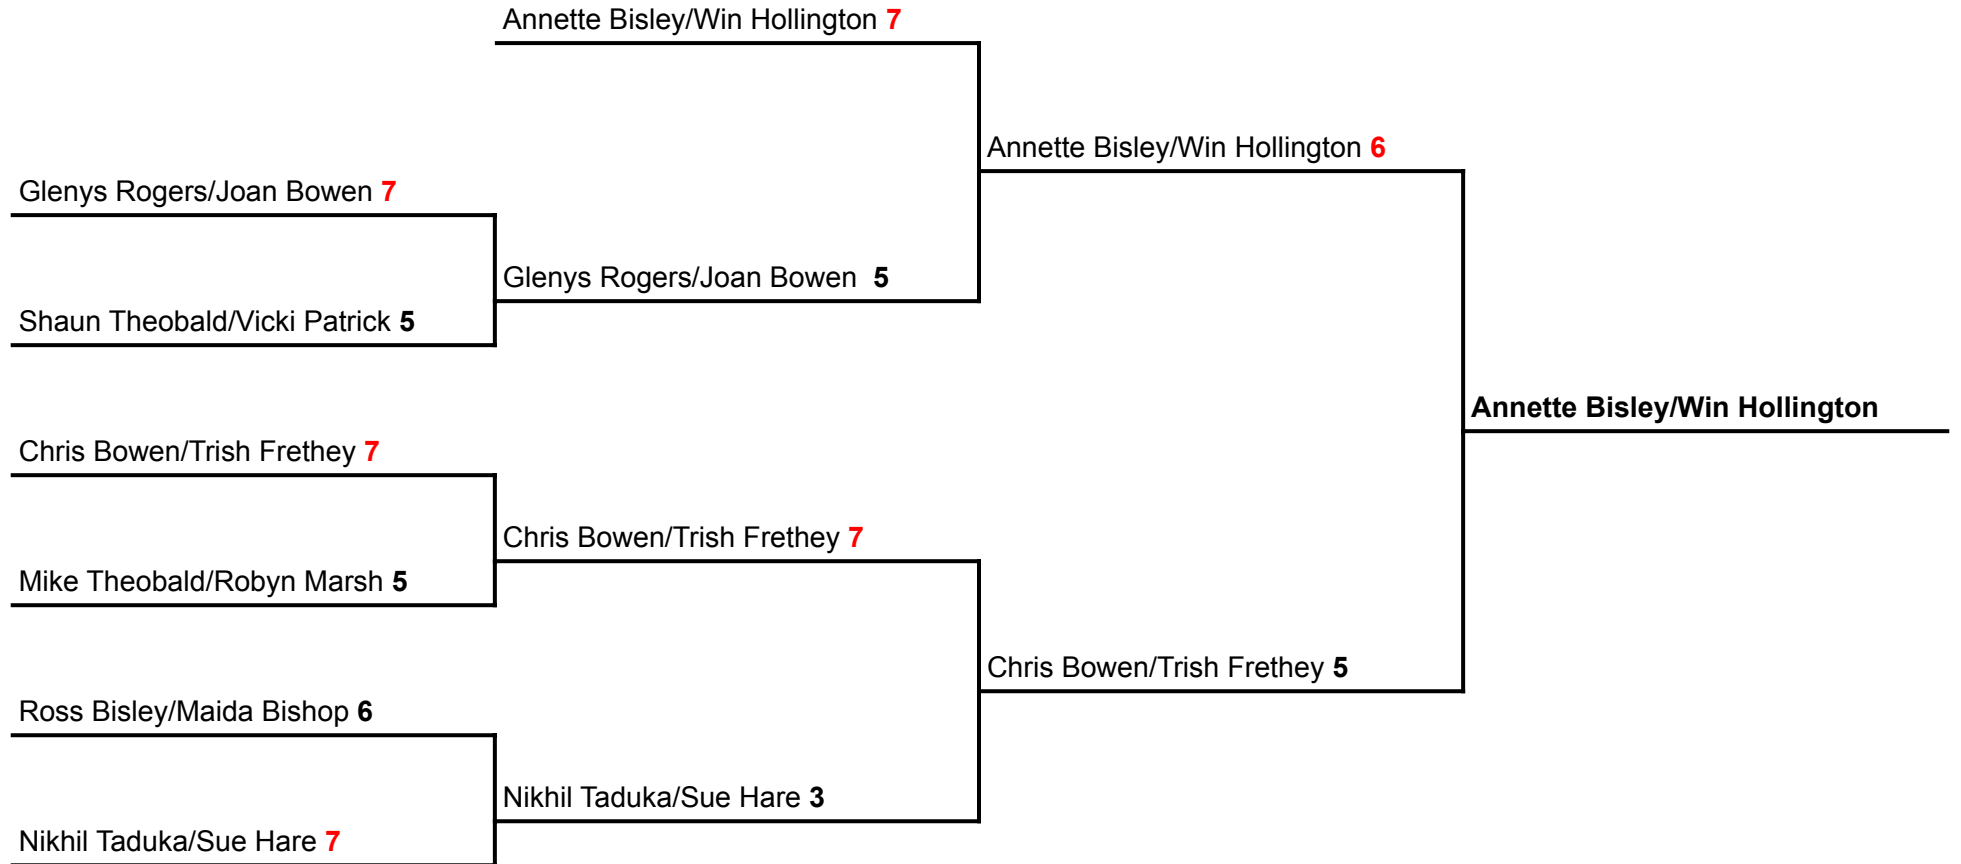 Annette Bisley/Win Hollington 7
Annette Bisley/Win Hollington 6
Glenys Rogers/Joan Bowen 7
Glenys Rogers/Joan Bowen 5
Shaun Theobald/Vicki Patrick 5
Annette Bisley/Win Hollington
Chris Bowen/Trish Frethey 7
Chris Bowen/Trish Frethey 7
Mike Theobald/Robyn Marsh 5
Chris Bowen/Trish Frethey 5
Ross Bisley/Maida Bishop 6
Nikhil Taduka/Sue Hare 3
Nikhil Taduka/Sue Hare 7